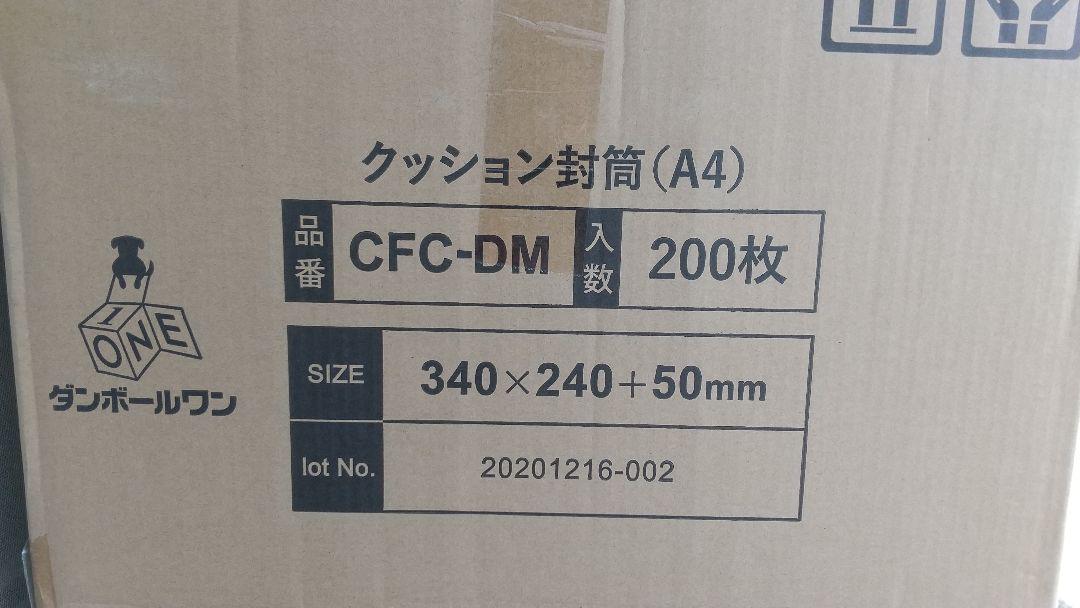 クッション封筒(A4)
品番 CFC-DM 入数 200枚
1 ONE
ダンボールワン
SIZE 340×240+50mm
lot No. 20201216-002